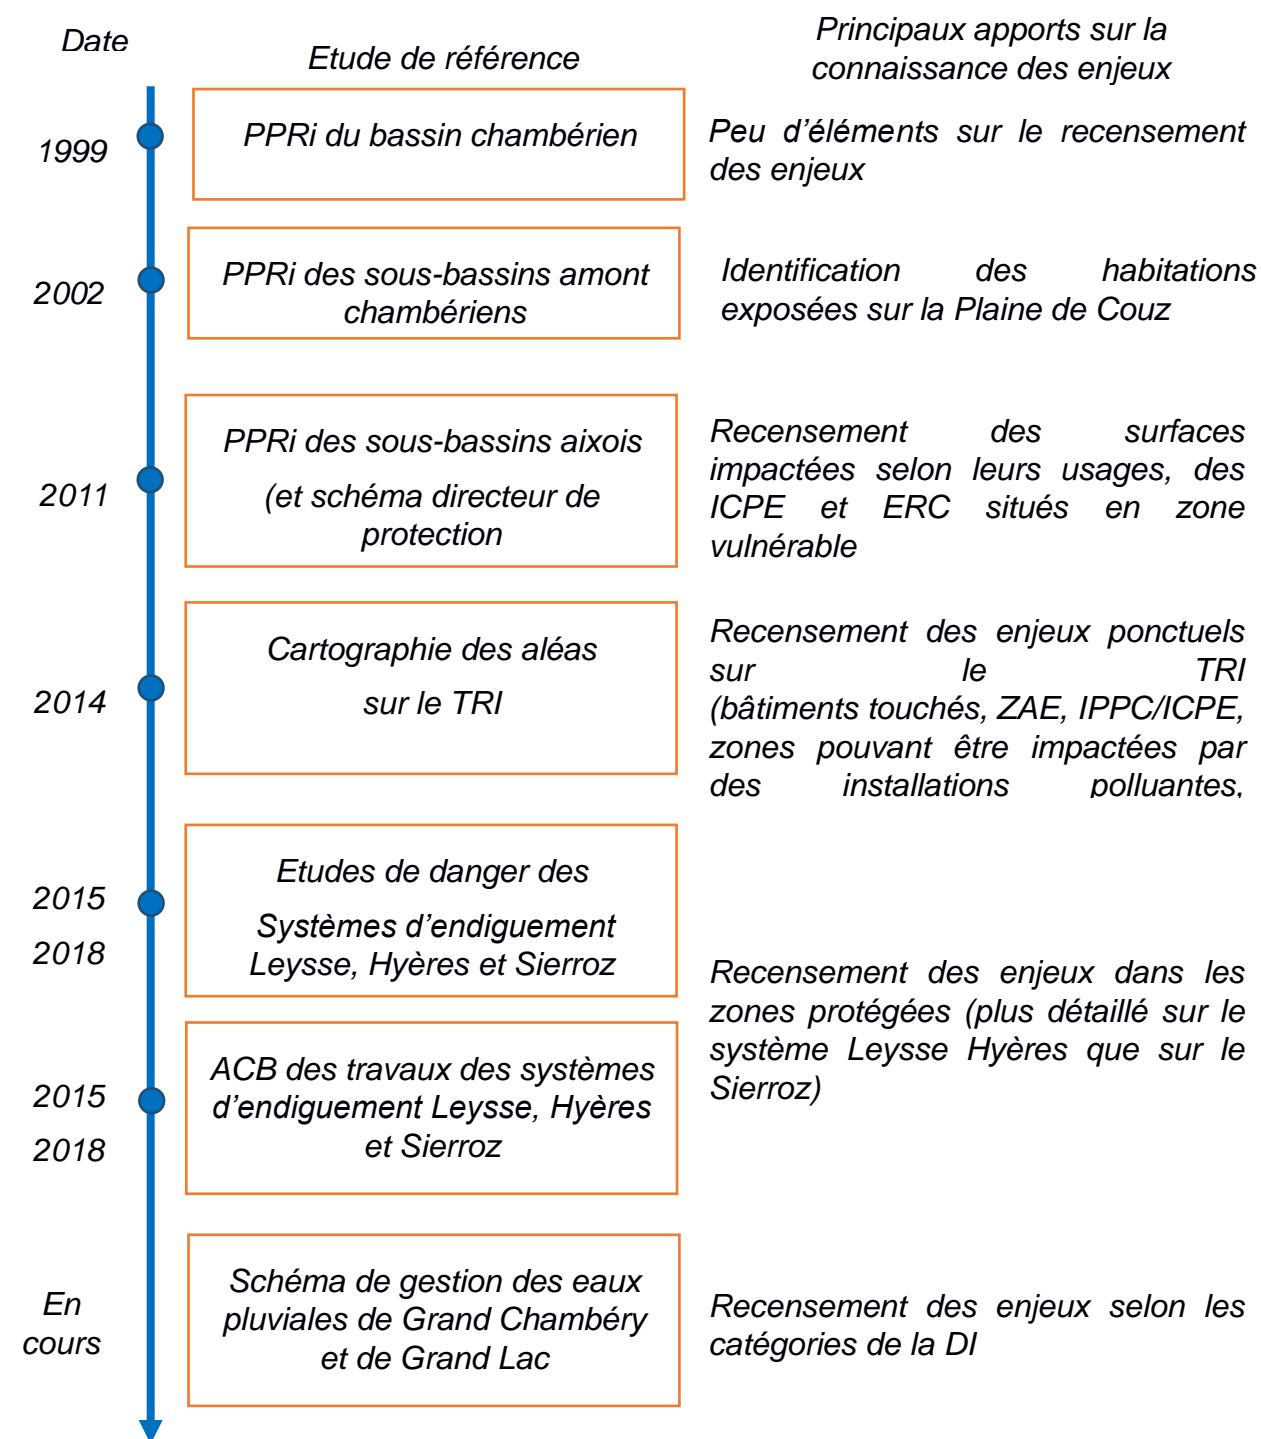 Date
Etude de référence
Principaux apports sur la
connaissance des enjeux
1999
PPRi du bassin chambérien
Peu d’éléments sur le recensement
des enjeux
2002
PPRi des sous-bassins amont
chambériens
Identification des habitations
exposées sur la Plaine de Couz
2011
PPRi des sous-bassins aixois
(et schéma directeur de
protection
Recensement des surfaces
impactées selon leurs usages, des
ICPE et ERC situés en zone
vulnérable
2014
Cartographie des aléas
sur le TRI
Recensement des enjeux ponctuels
sur le TRI
(bâtiments touchés, ZAE, IPPC/ICPE,
zones pouvant être impactées par
des installations polluantes,
2015
2018
Etudes de danger des
Systèmes d’endiguement
Leysse, Hyères et Sierroz
2015
2018
ACB des travaux des systèmes
d’endiguement Leysse, Hyères
et Sierroz
Recensement des enjeux dans les
zones protégées (plus détaillé sur le
système Leysse Hyères que sur le
Sierroz)
En
cours
Schéma de gestion des eaux
pluviales de Grand Chambéry
et de Grand Lac
Recensement des enjeux selon les
catégories de la DI